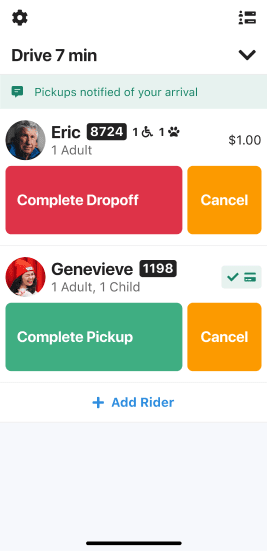 Drive 7 min
Pickups notified of your arrival
Eric 8724 1 1
$1.00
1 Adult
Complete Dropoff
Cancel
Genevieve 1198
1 Adult, 1 Child
Complete Pickup
Cancel
+ Add Rider